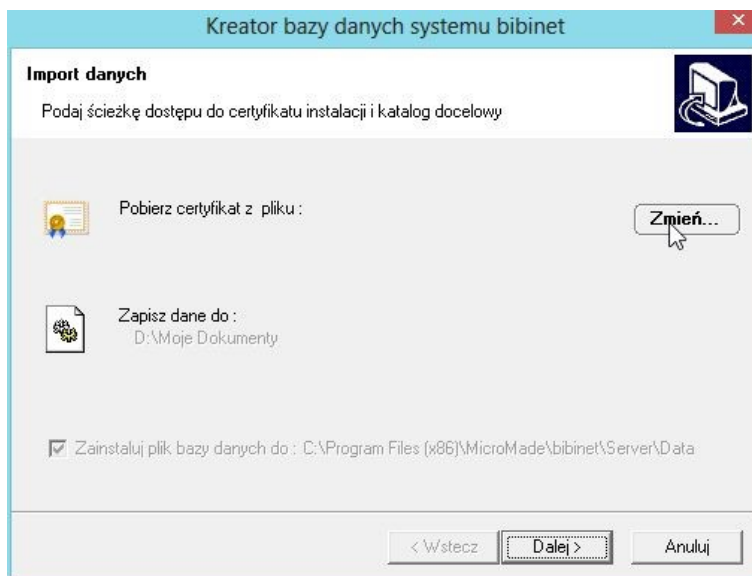 Kreator bazy danych systemu bibinet
Import danych
Podaj ścieżkę dostępu do certyfikatu instalacji i katalog docelowy
Pobierz certyfikat z pliku :
Zmień...
Zapisz dane do :
D:\Moje Dokumenty
Zainstaluj plik bazy danych do : C:\Program Files (x86)\MicroMade\bibinet\Server\Data
< Wstecz
Dalej >
Anuluj